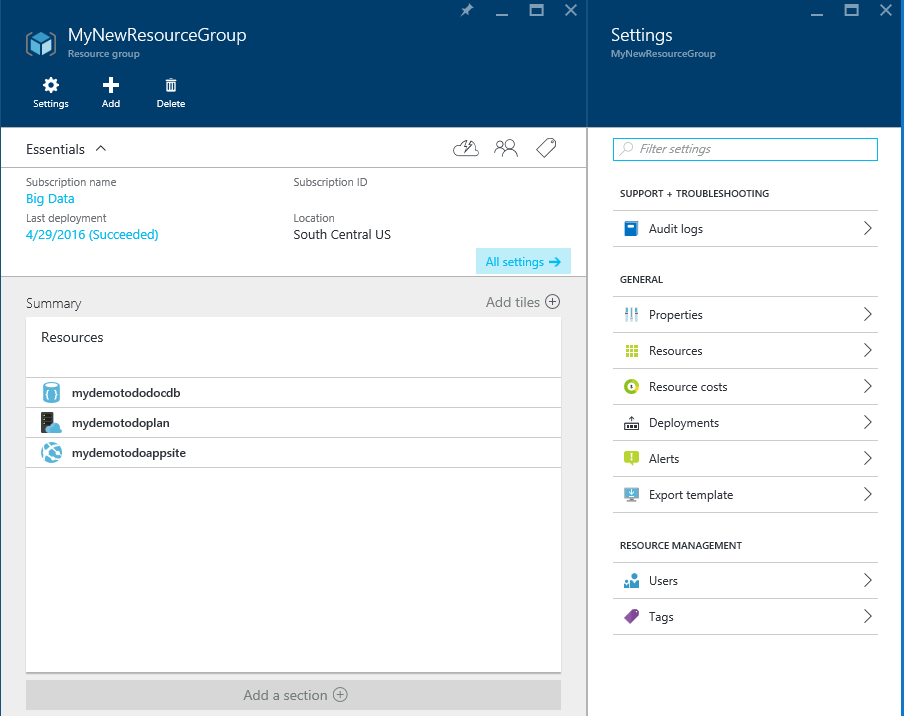 MyNewResourceGroup
Resource group
Settings
Add
Delete
Essentials
Subscription name
Subscription ID
Big Data
Last deployment
Location
4/29/2016 (Succeeded)
South Central US
All settings
Summary
Add tiles
Resources
mydemotododocdb
mydemotodoplan
mydemotodoappsite
Add a section
Settings
MyNewResourceGroup
Filter settings
SUPPORT + TROUBLESHOOTING
Audit logs
GENERAL
Properties
Resources
Resource costs
Deployments
Alerts
Export template
RESOURCE MANAGEMENT
Users
Tags